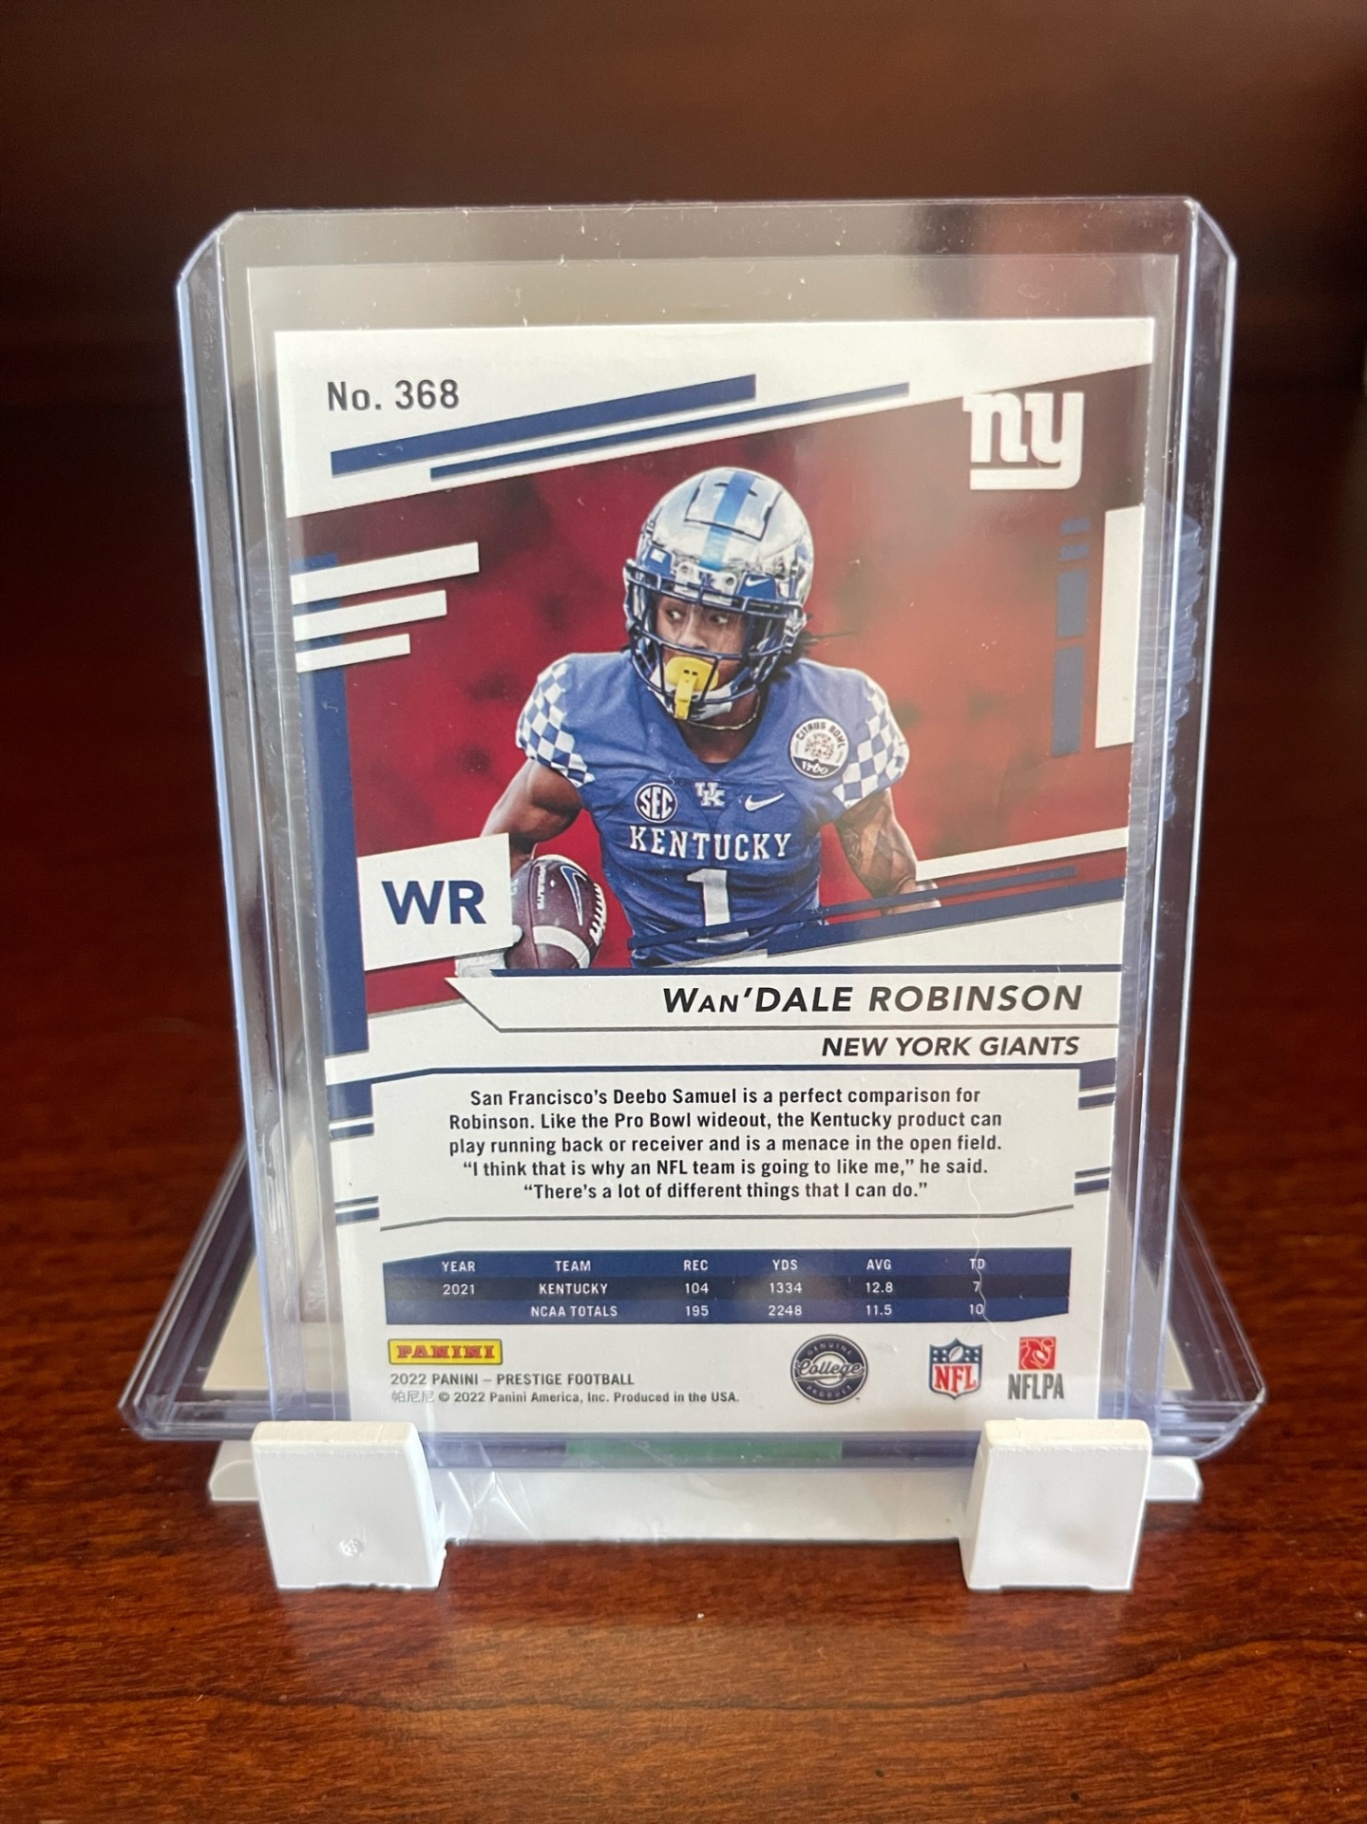 No. 368
ny
CITRUS BOWL
SEC
UK
KENTUCKY
1
WR
WAN'DALE ROBINSON
NEW YORK GIANTS
San Francisco's Deebo Samuel is a perfect comparison for
Robinson. Like the Pro Bowl wideout, the Kentucky product can
play running back or receiver and is a menace in the open field.
“I think that is why an NFL team is going to like me,” he said.
“There's a lot of different things that I can do.”
YEAR TEAM REC YDS AVG TD
2021 KENTUCKY 104 1334 12.8 7
NCAA TOTALS 195 2248 11.5 10
PANINI
GENUINE
College
PRODUCT
NFL
NFLPA
2022 PANINI – PRESTIGE FOOTBALL
帕尼尼 © 2022 Panini America, Inc. Produced in the USA.